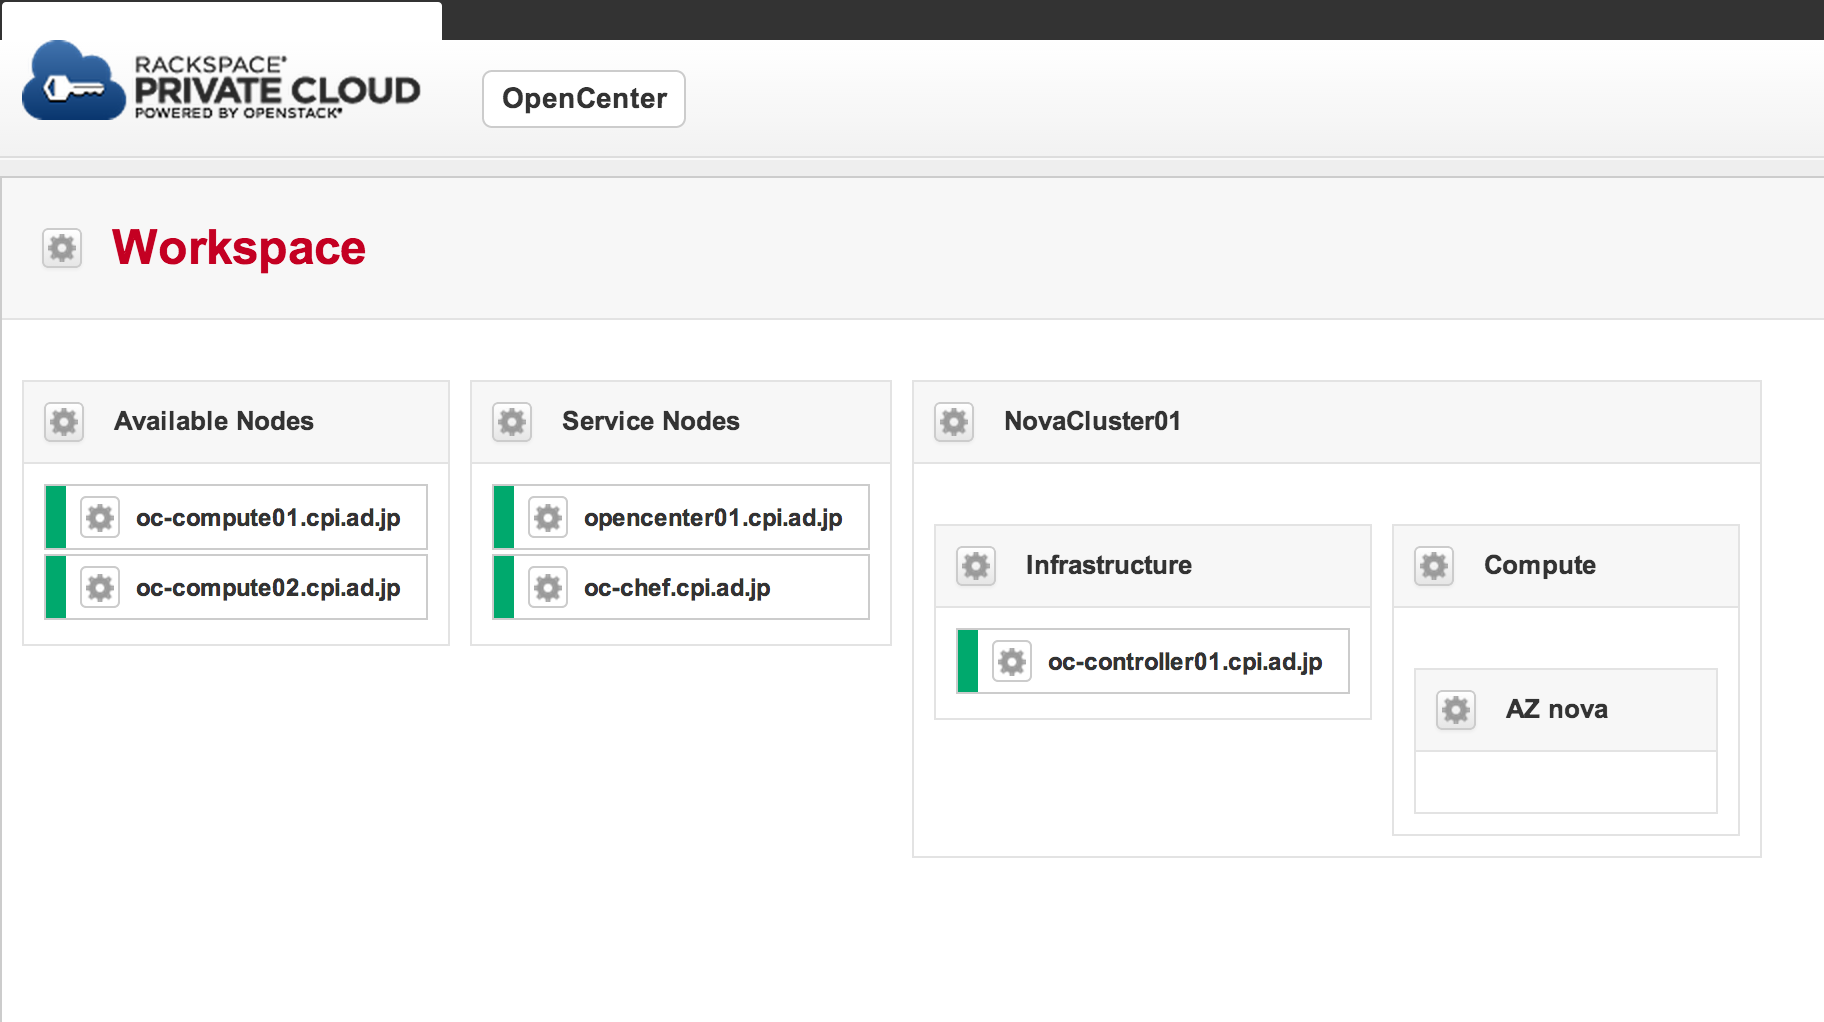 RACKSPACE®
PRIVATE CLOUD
POWERED BY OPENSTACK®
OpenCenter
Workspace
Available Nodes
oc-compute01.cpi.ad.jp
oc-compute02.cpi.ad.jp
Service Nodes
opencenter01.cpi.ad.jp
oc-chef.cpi.ad.jp
NovaCluster01
Infrastructure
oc-controller01.cpi.ad.jp
Compute
AZ nova